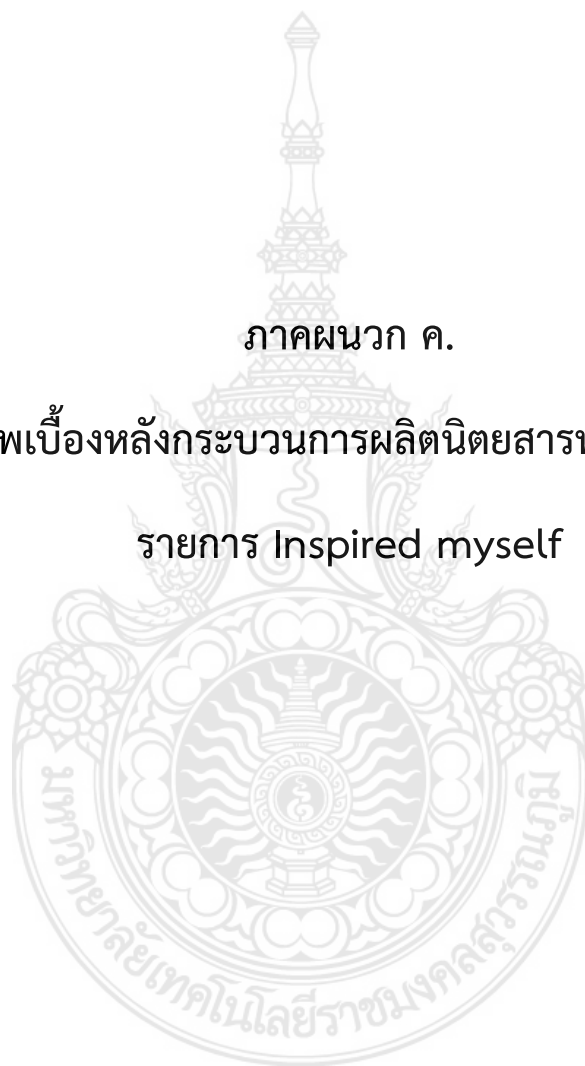 ภาคผนวก ค.
พเบื้องหลังกระบวนการผลิตนิตยสารท
รายการ Inspired myself
มหาวิทยาลัยเทคโนโลยีราชมงคลสุวรรณภูมิ